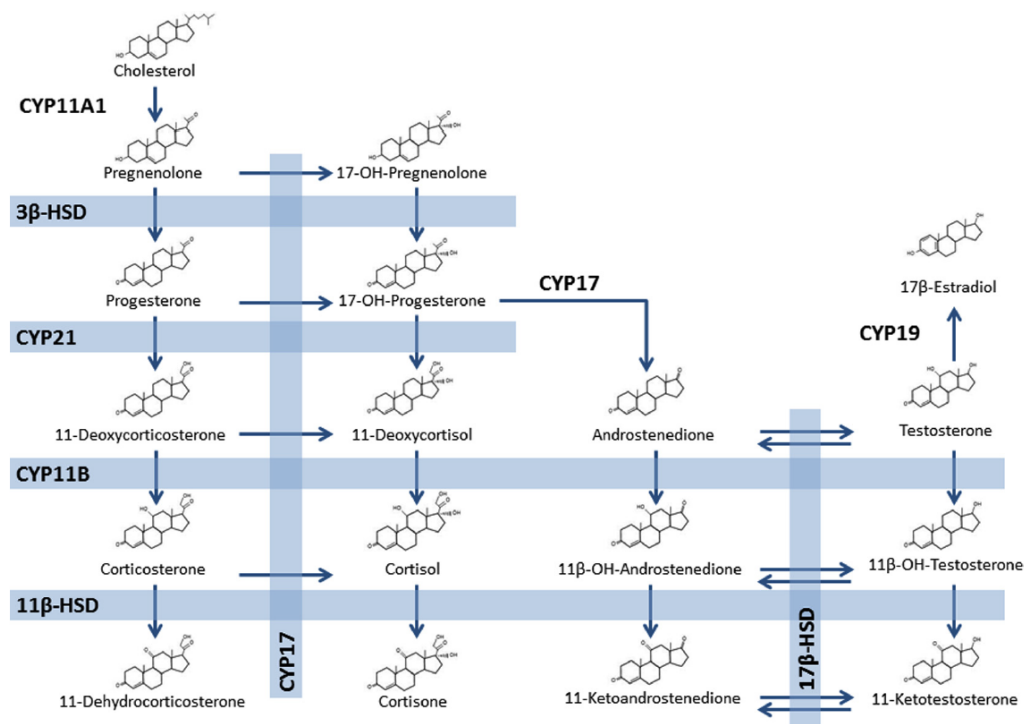 Cholesterol
CYP11A1
Pregnenolone 17-OH-Pregnenolone
3β-HSD
Progesterone 17-OH-Progesterone CYP17 17β-Estradiol
CYP21 CYP19
11-Deoxycorticosterone 11-Deoxycortisol Androstenedione Testosterone
CYP11B
Corticosterone Cortisol 11β-OH-Androstenedione 11β-OH-Testosterone
11β-HSD
CYP17 17β-HSD
11-Dehydrocorticosterone Cortisone 11-Ketoandrostenedione 11-Ketotestosterone